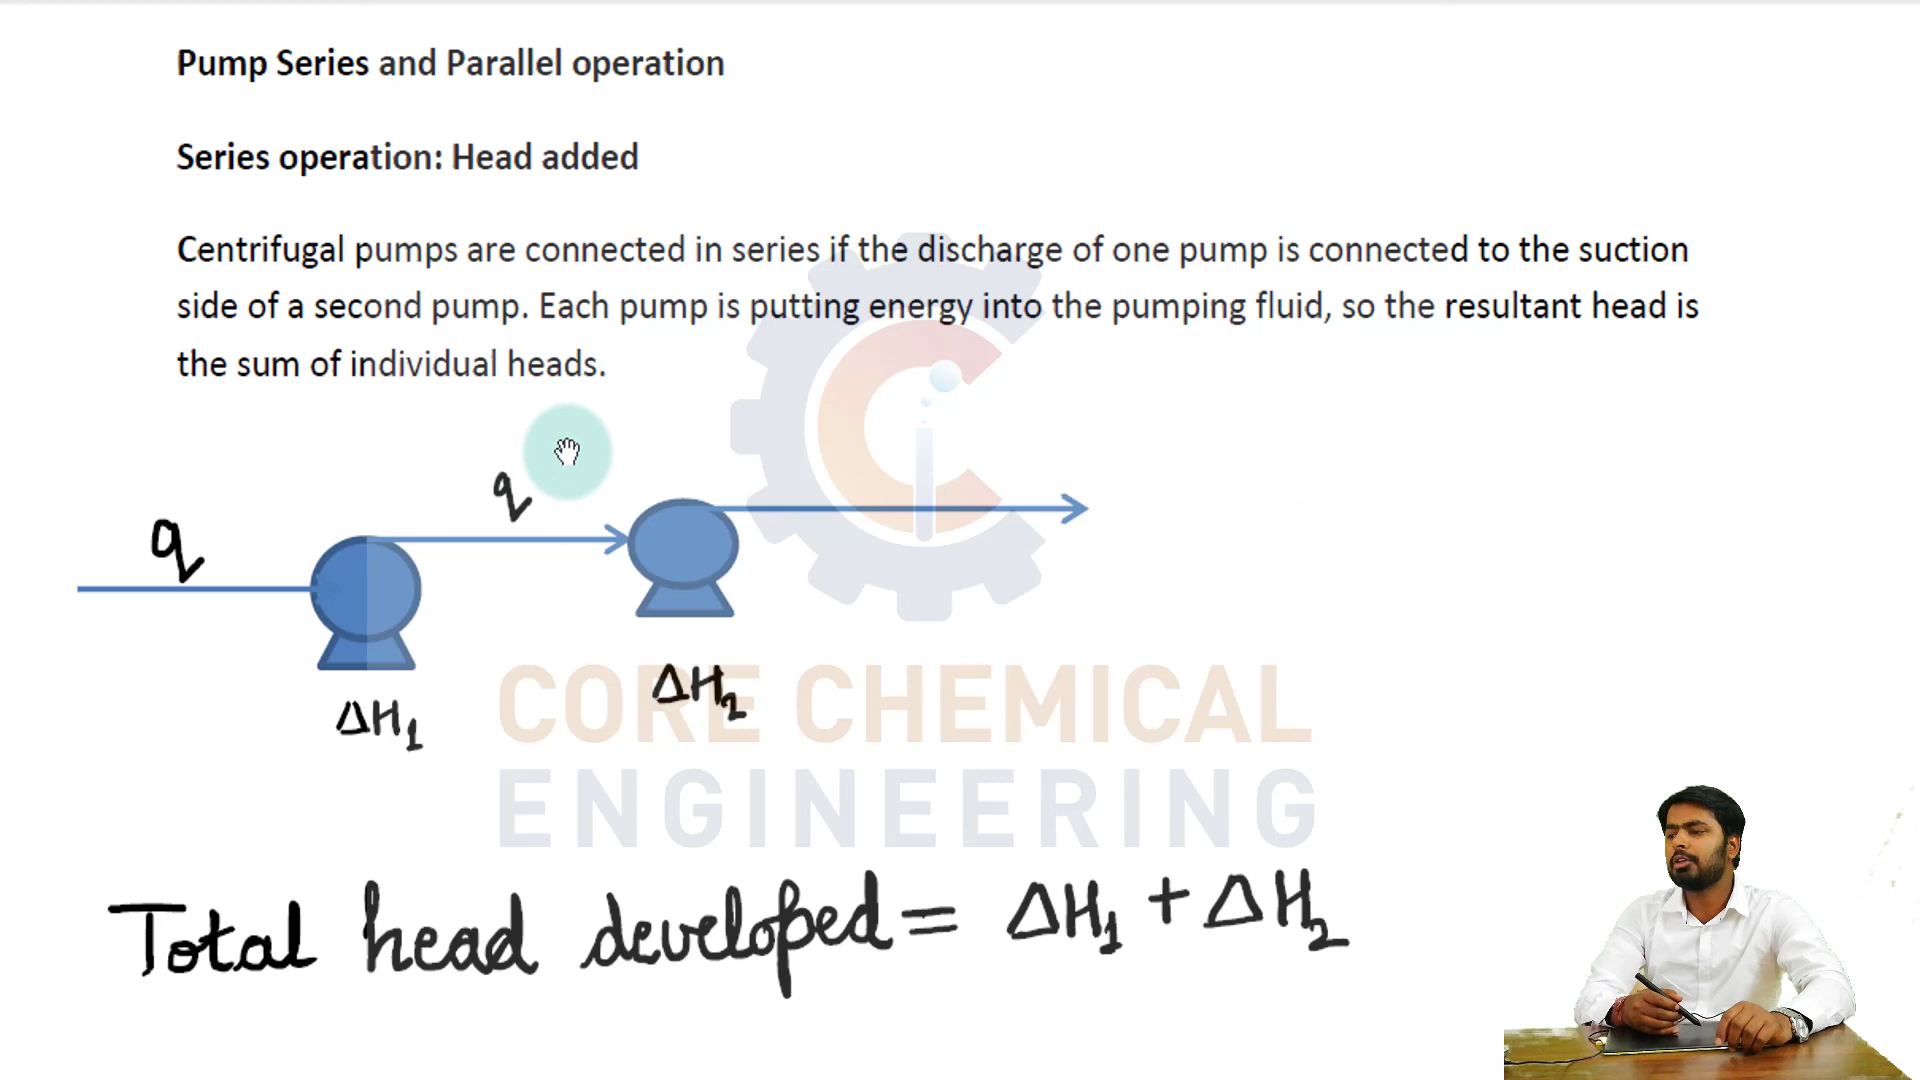 Pump Series and Parallel operation
Series operation: Head added
Centrifugal pumps are connected in series if the discharge of one pump is connected to the suction
side of a second pump. Each pump is putting energy into the pumping fluid, so the resultant head is
the sum of individual heads.
q
q
ΔH₂
ΔH₁
CORE CHEMICAL
ENGINEERING
Total head developed = ΔH₁ + ΔH₂